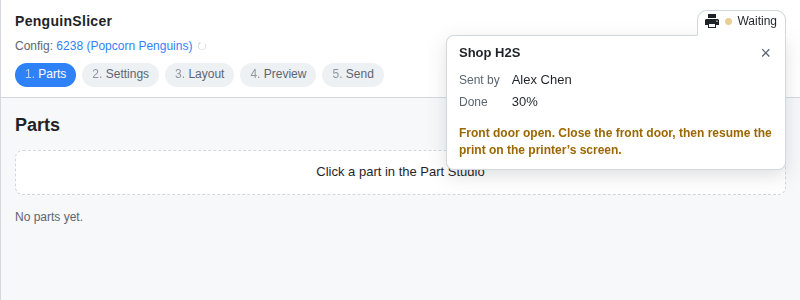 PenguinSlicer
Waiting
Config: 6238 (Popcorn Penguins)
Shop H2S
×
1. Parts
2. Settings
3. Layout
4. Preview
5. Send
Sent by Alex Chen
Done 30%
Front door open. Close the front door, then resume the
print on the printer’s screen.
Parts
Click a part in the Part Studio
No parts yet.